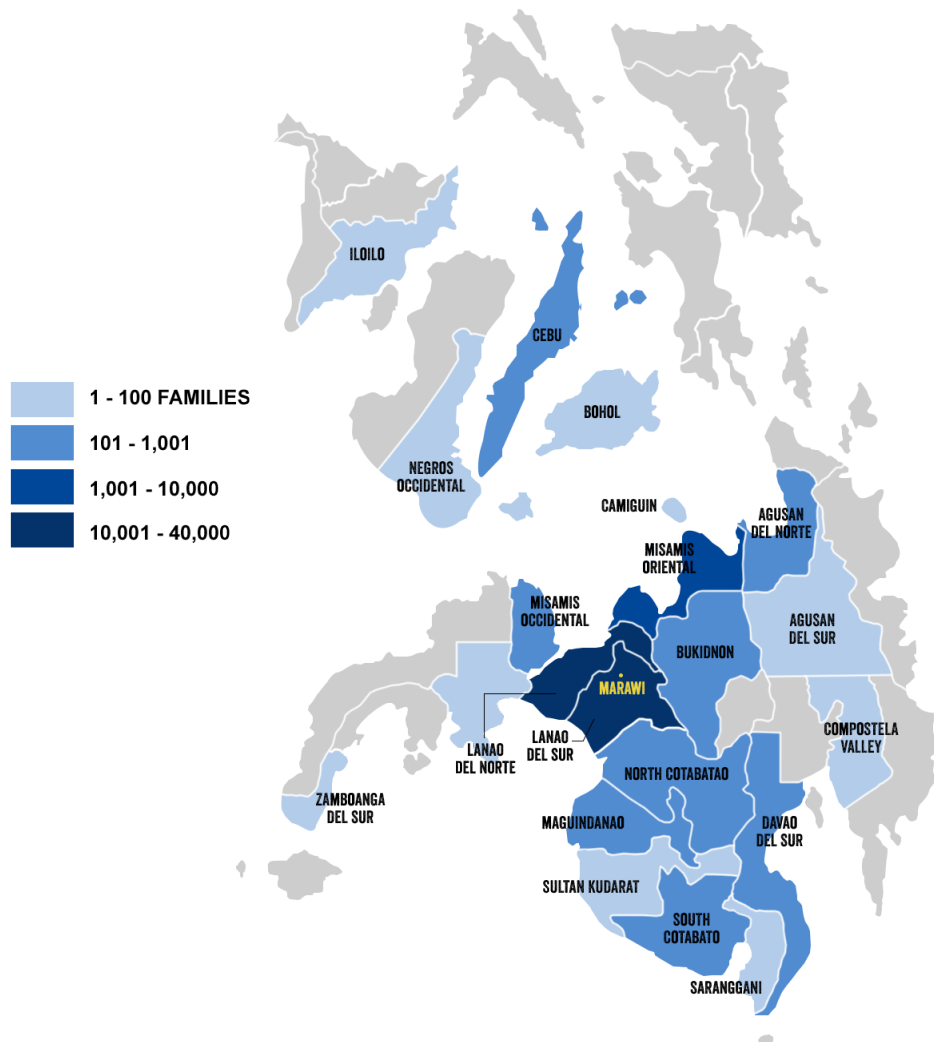 ILOILO
CEBU
1 - 100 FAMILIES
101 - 1,001
1,001 - 10,000
10,001 - 40,000
BOHOL
NEGROS
OCCIDENTAL
CAMIGUIN
AGUSAN
DEL NORTE
MISAMIS
ORIENTAL
MISAMIS
OCCIDENTAL
AGUSAN
DEL SUR
BUKIDNON
MARAWI
LANAO
DEL NORTE
LANAO
DEL SUR
COMPOSTELA
VALLEY
NORTH COTABATAO
ZAMBOANGA
DEL SUR
MAGUINDANAO
DAVAO
DEL SUR
SULTAN KUDARAT
SOUTH
COTABATO
SARANGGANI